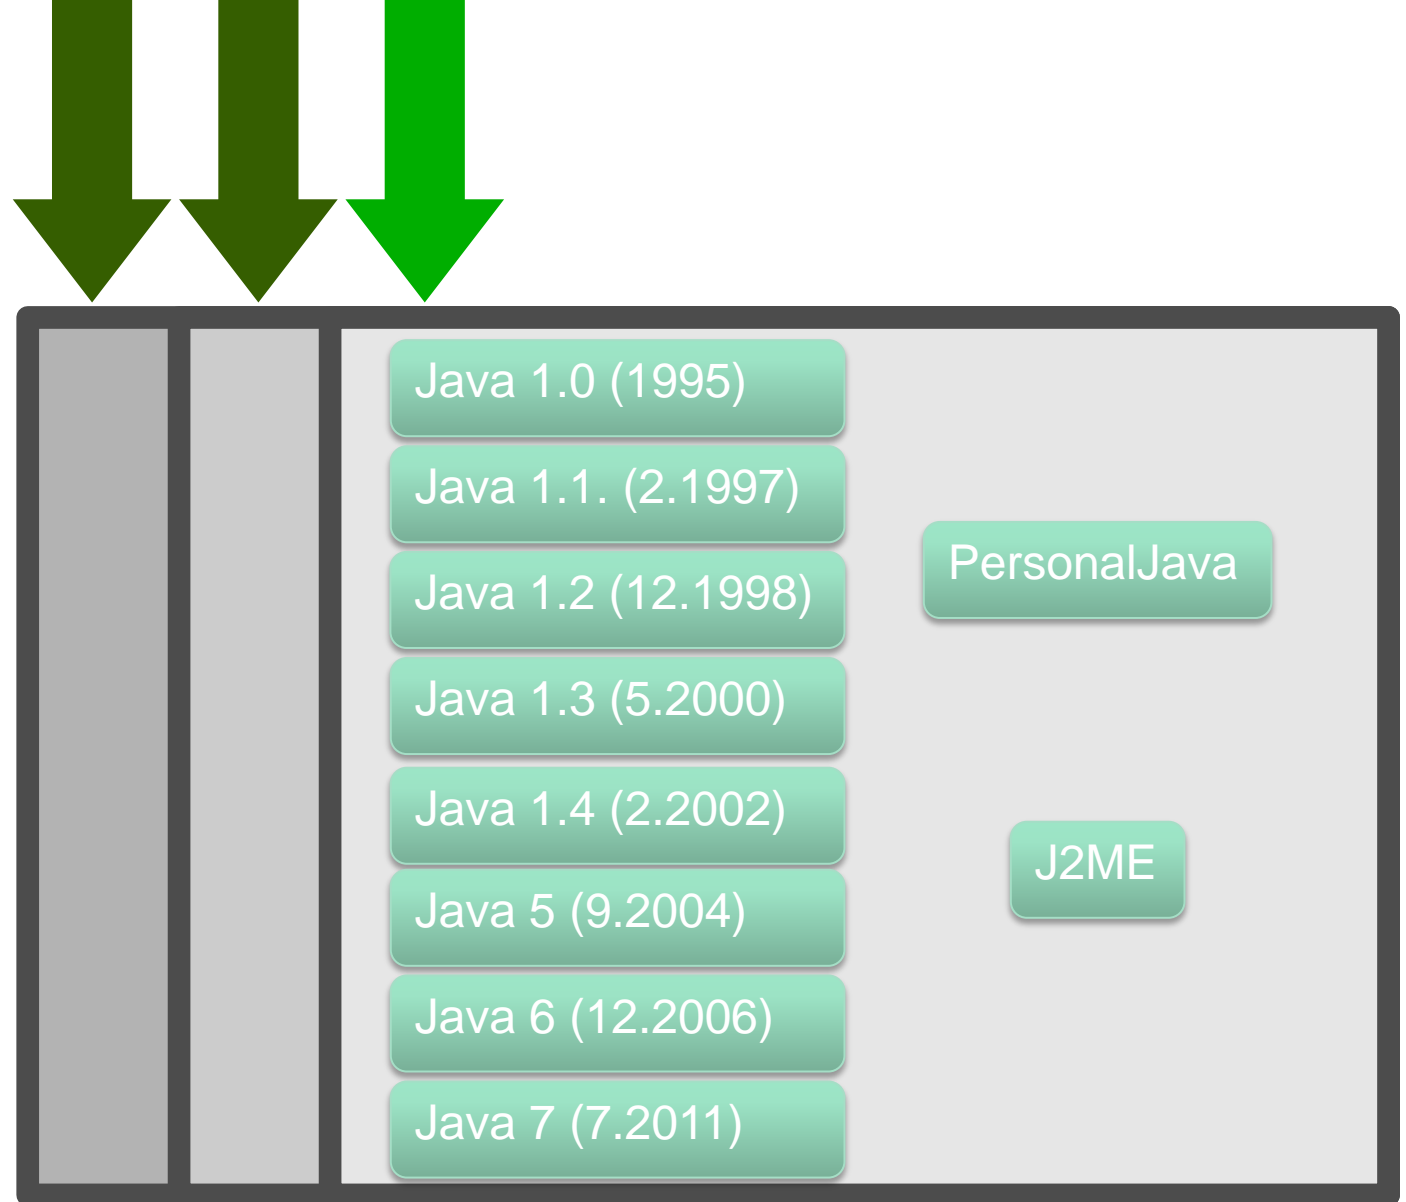 Java 1.0 (1995)
Java 1.1. (2.1997)
Java 1.2 (12.1998)
Java 1.3 (5.2000)
Java 1.4 (2.2002)
Java 5 (9.2004)
Java 6 (12.2006)
Java 7 (7.2011)
PersonalJava
J2ME